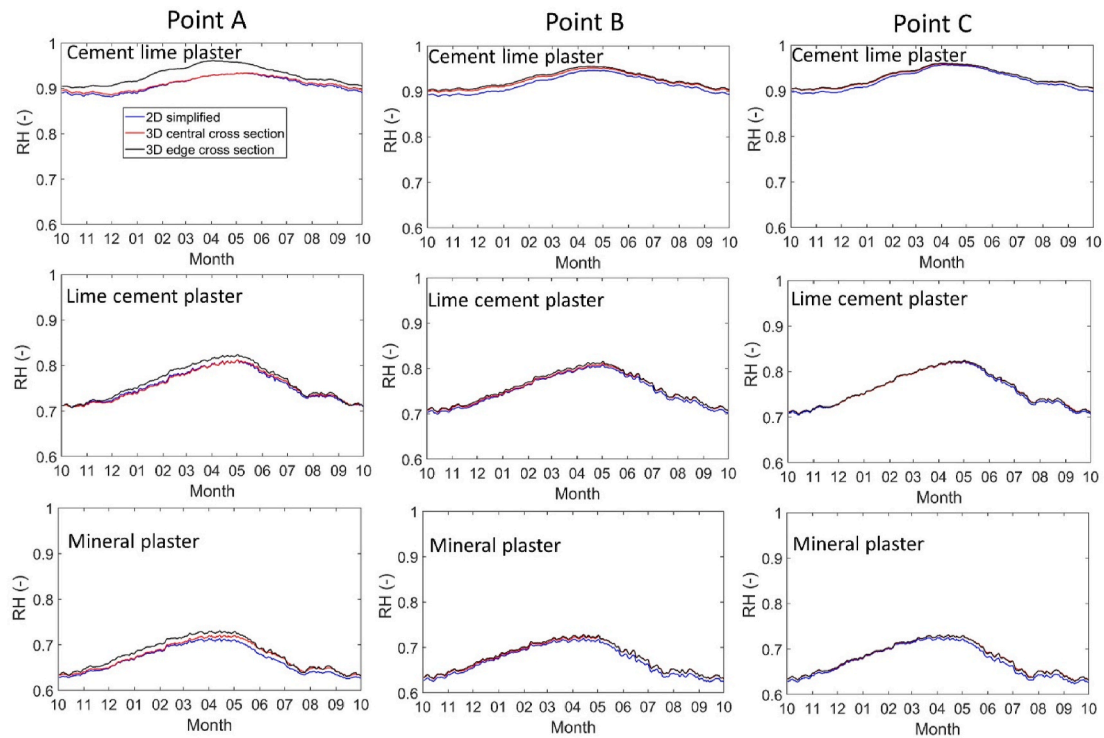 Point A
Point B
Point C
1
0.9
0.8
0.7
0.6
RH (-)
Cement lime plaster
2D simplified
3D central cross section
3D edge cross section
10 11 12 01 02 03 04 05 06 07 08 09 10
Month
1
0.9
0.8
0.7
0.6
RH (-)
Cement lime plaster
10 11 12 01 02 03 04 05 06 07 08 09 10
Month
1
0.9
0.8
0.7
0.6
RH (-)
Cement lime plaster
10 11 12 01 02 03 04 05 06 07 08 09 10
Month
1
0.9
0.8
0.7
0.6
RH (-)
Lime cement plaster
10 11 12 01 02 03 04 05 06 07 08 09 10
Month
1
0.9
0.8
0.7
0.6
RH (-)
Lime cement plaster
10 11 12 01 02 03 04 05 06 07 08 09 10
Month
1
0.9
0.8
0.7
0.6
RH (-)
Lime cement plaster
10 11 12 01 02 03 04 05 06 07 08 09 10
Month
1
0.9
0.8
0.7
0.6
RH (-)
Mineral plaster
10 11 12 01 02 03 04 05 06 07 08 09 10
Month
1
0.9
0.8
0.7
0.6
RH (-)
Mineral plaster
10 11 12 01 02 03 04 05 06 07 08 09 10
Month
1
0.9
0.8
0.7
0.6
RH (-)
Mineral plaster
10 11 12 01 02 03 04 05 06 07 08 09 10
Month